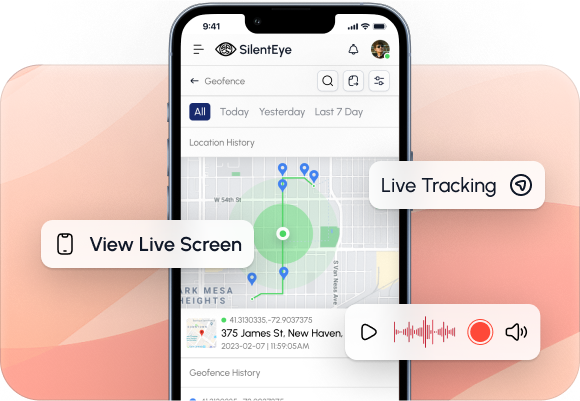 9:41
SilentEye
Geofence
All Today Yesterday Last 7 Day
Location History
Live Tracking
W 54th St
View Live Screen
S Van Ness Ave
ARK MESA
HEIGHTS
41.3130335,-72.9037375
375 James St, New Haven,
2023-02-07 | 11:59:05AM
Geofence History